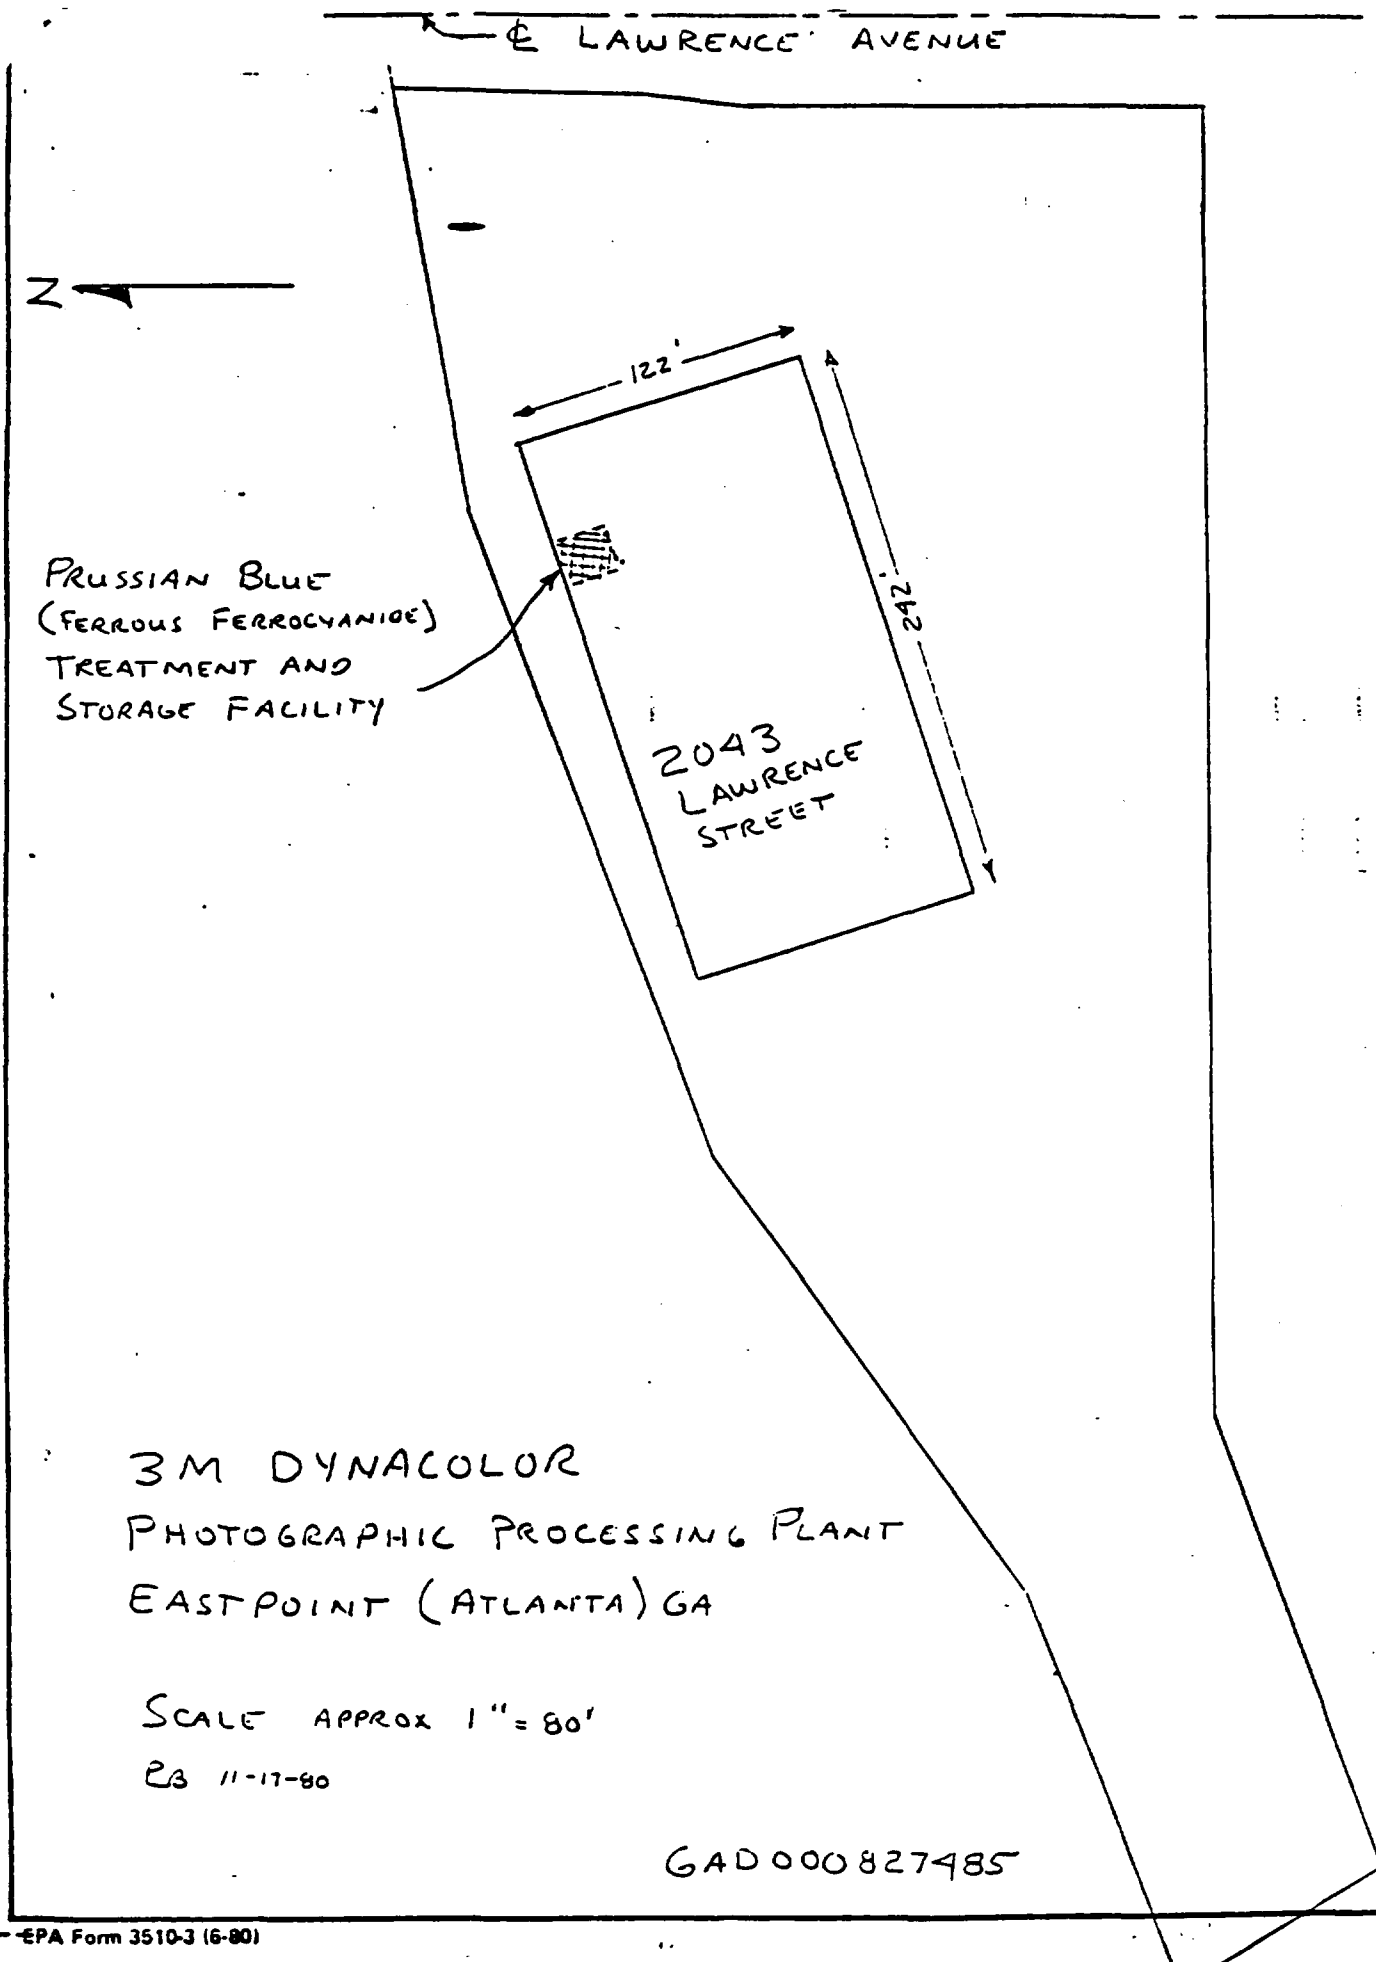 ℄ LAWRENCE AVENUE
N
122'
242'
PRUSSIAN BLUE
(FERROUS FERROCYANIDE)
TREATMENT AND
STORAGE FACILITY
2043
LAWRENCE
STREET
3M DYNACOLOR
PHOTOGRAPHIC PROCESSING PLANT
EASTPOINT (ATLANTA) GA
SCALE APPROX 1" = 80'
11-17-80
GAD000827485
EPA Form 3510-3 (6-80)